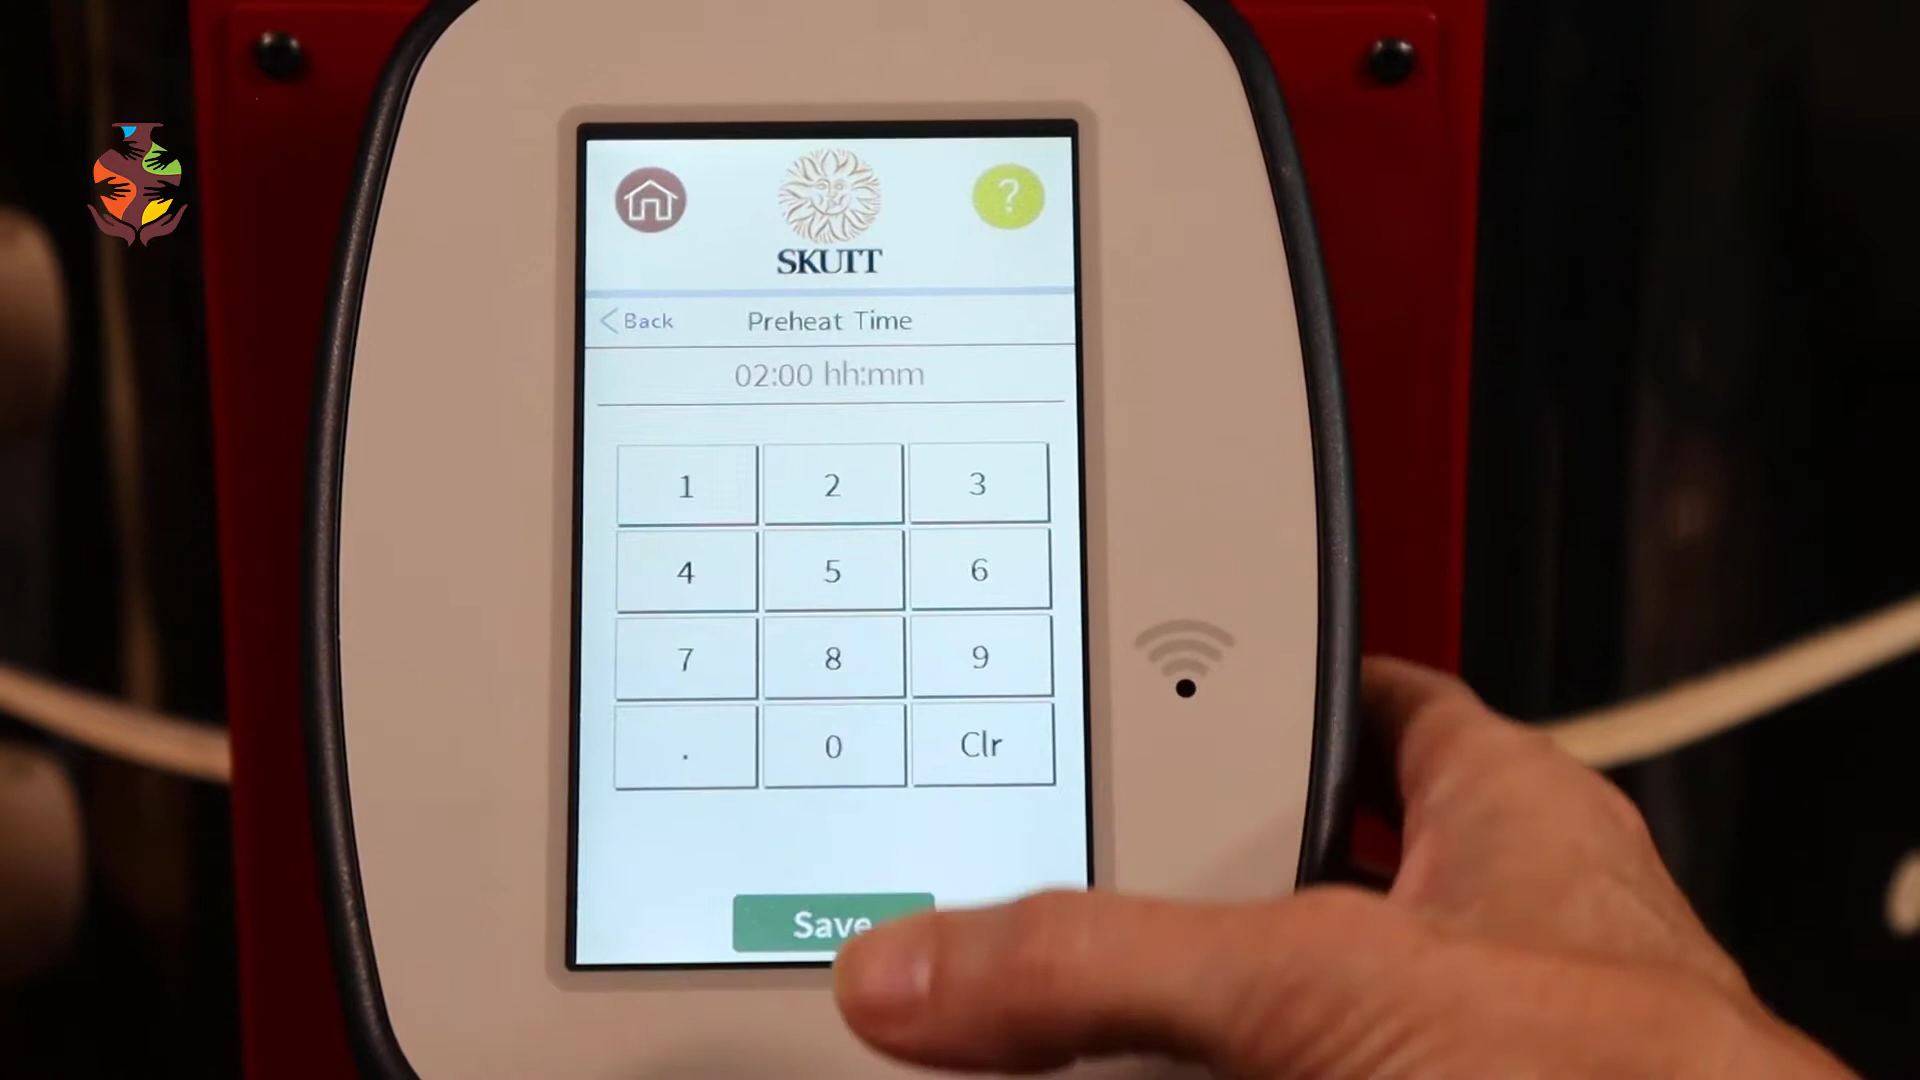 ?
SKUTT
Back Preheat Time
02:00 hh:mm
1 2 3
4 5 6
7 8 9
. 0 Clr
Save